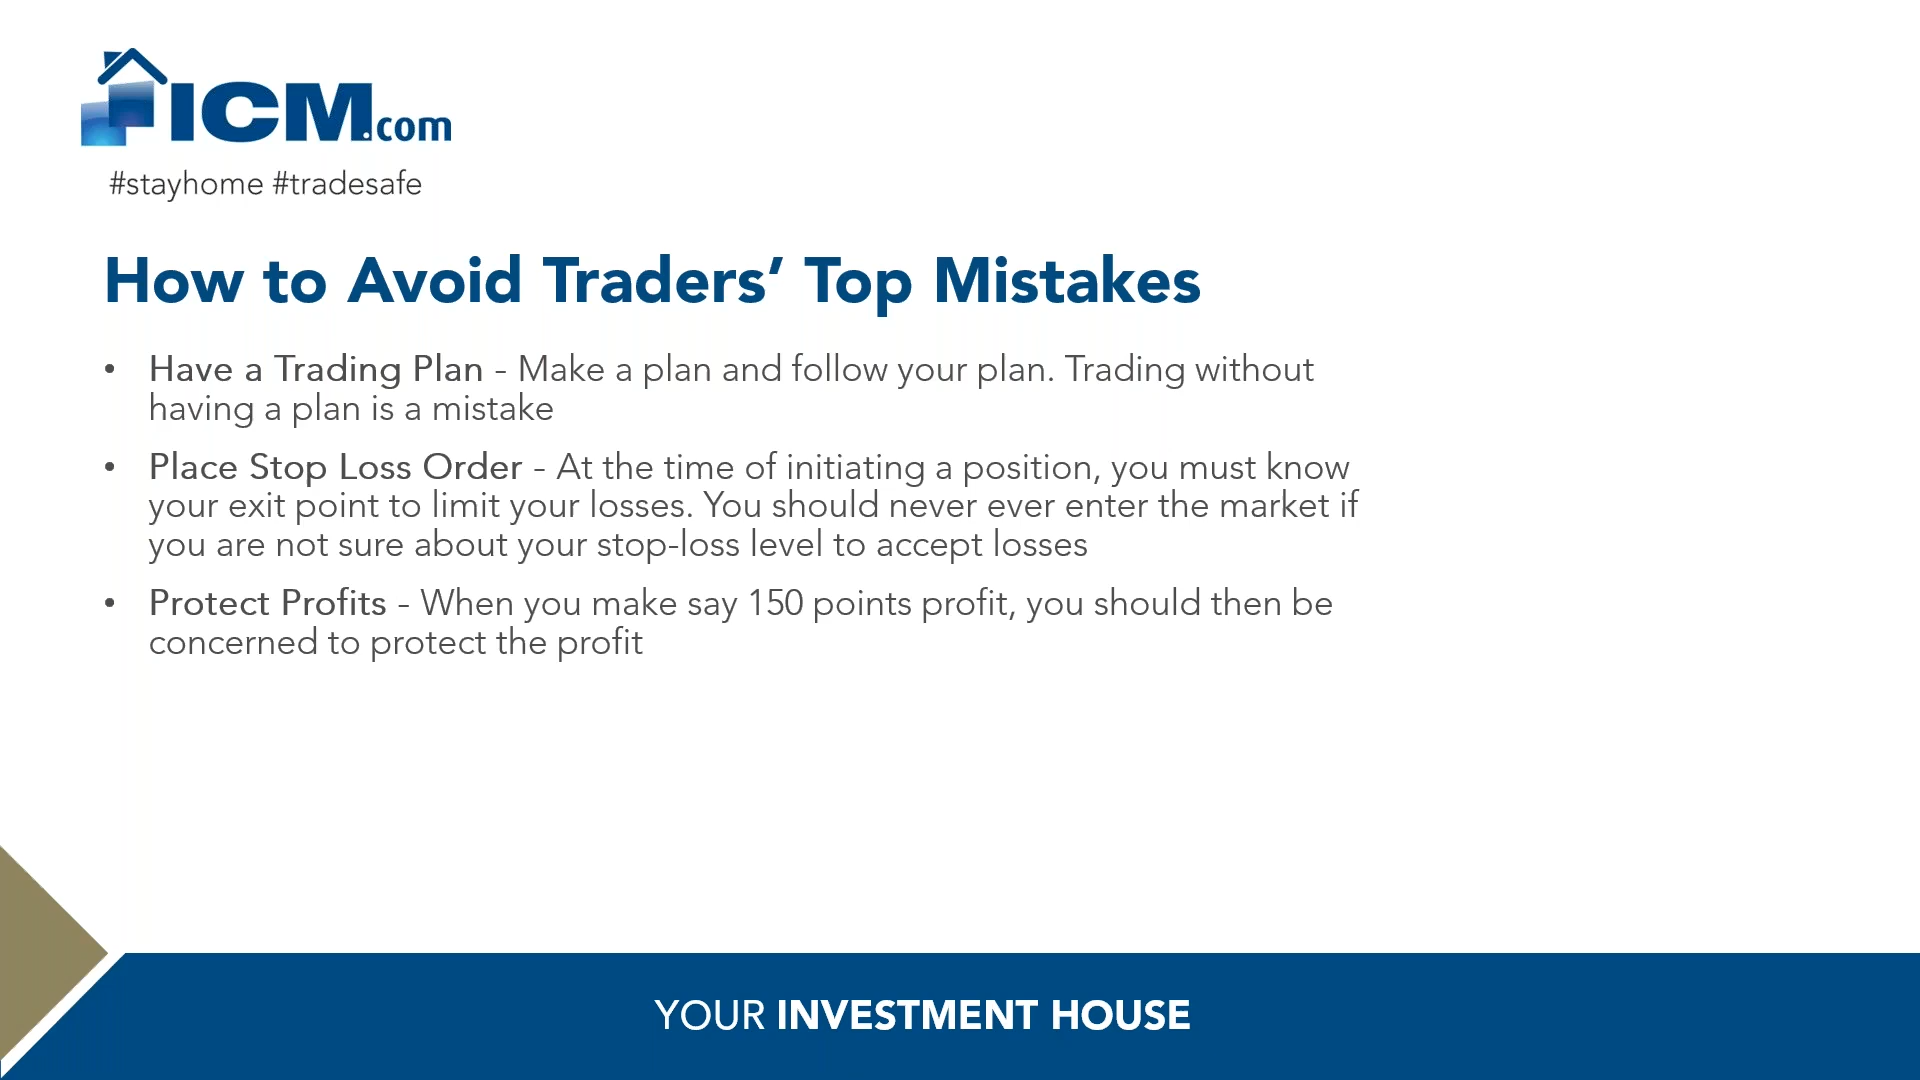 ICM.com
#stayhome #tradesafe
How to Avoid Traders’ Top Mistakes
• Have a Trading Plan - Make a plan and follow your plan. Trading without
having a plan is a mistake
• Place Stop Loss Order - At the time of initiating a position, you must know
your exit point to limit your losses. You should never ever enter the market if
you are not sure about your stop-loss level to accept losses
• Protect Profits - When you make say 150 points profit, you should then be
concerned to protect the profit
YOUR INVESTMENT HOUSE